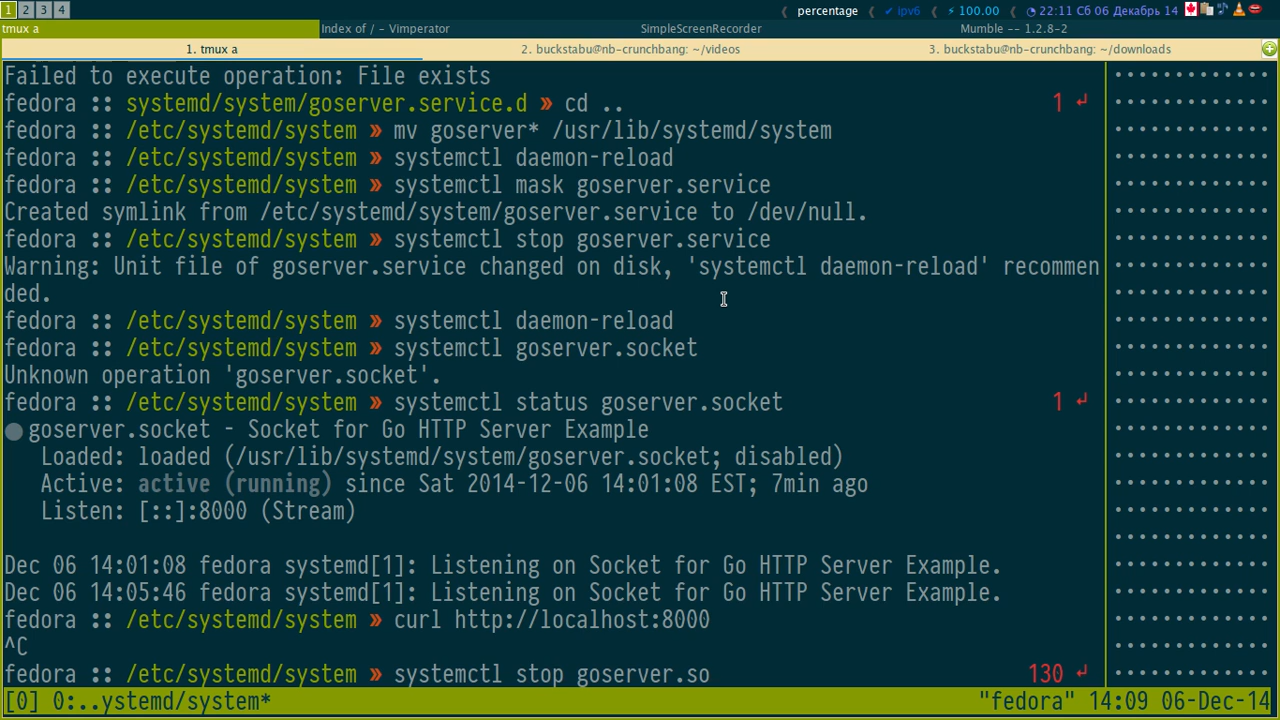 1 2 3 4 percentage ✔ ipv6 ⚡ 100.00 22:11 Сб 06 Декабрь 14
tmux a Index of / - Vimperator SimpleScreenRecorder Mumble -- 1.2.8-2
1. tmux a 2. buckstabu@nb-crunchbang: ~/videos 3. buckstabu@nb-crunchbang: ~/downloads
Failed to execute operation: File exists
fedora :: systemd/system/goserver.service.d » cd .. 1 ↵
fedora :: /etc/systemd/system » mv goserver* /usr/lib/systemd/system
fedora :: /etc/systemd/system » systemctl daemon-reload
fedora :: /etc/systemd/system » systemctl mask goserver.service
Created symlink from /etc/systemd/system/goserver.service to /dev/null.
fedora :: /etc/systemd/system » systemctl stop goserver.service
Warning: Unit file of goserver.service changed on disk, 'systemctl daemon-reload' recommen
ded.
fedora :: /etc/systemd/system » systemctl daemon-reload
fedora :: /etc/systemd/system » systemctl goserver.socket
Unknown operation 'goserver.socket'.
fedora :: /etc/systemd/system » systemctl status goserver.socket 1 ↵
● goserver.socket - Socket for Go HTTP Server Example
Loaded: loaded (/usr/lib/systemd/system/goserver.socket; disabled)
Active: active (running) since Sat 2014-12-06 14:01:08 EST; 7min ago
Listen: [::]:8000 (Stream)
Dec 06 14:01:08 fedora systemd[1]: Listening on Socket for Go HTTP Server Example.
Dec 06 14:05:46 fedora systemd[1]: Listening on Socket for Go HTTP Server Example.
fedora :: /etc/systemd/system » curl http://localhost:8000
^C
fedora :: /etc/systemd/system » systemctl stop goserver.so 130 ↵
[0] 0:..ystemd/system* "fedora" 14:09 06-Dec-14